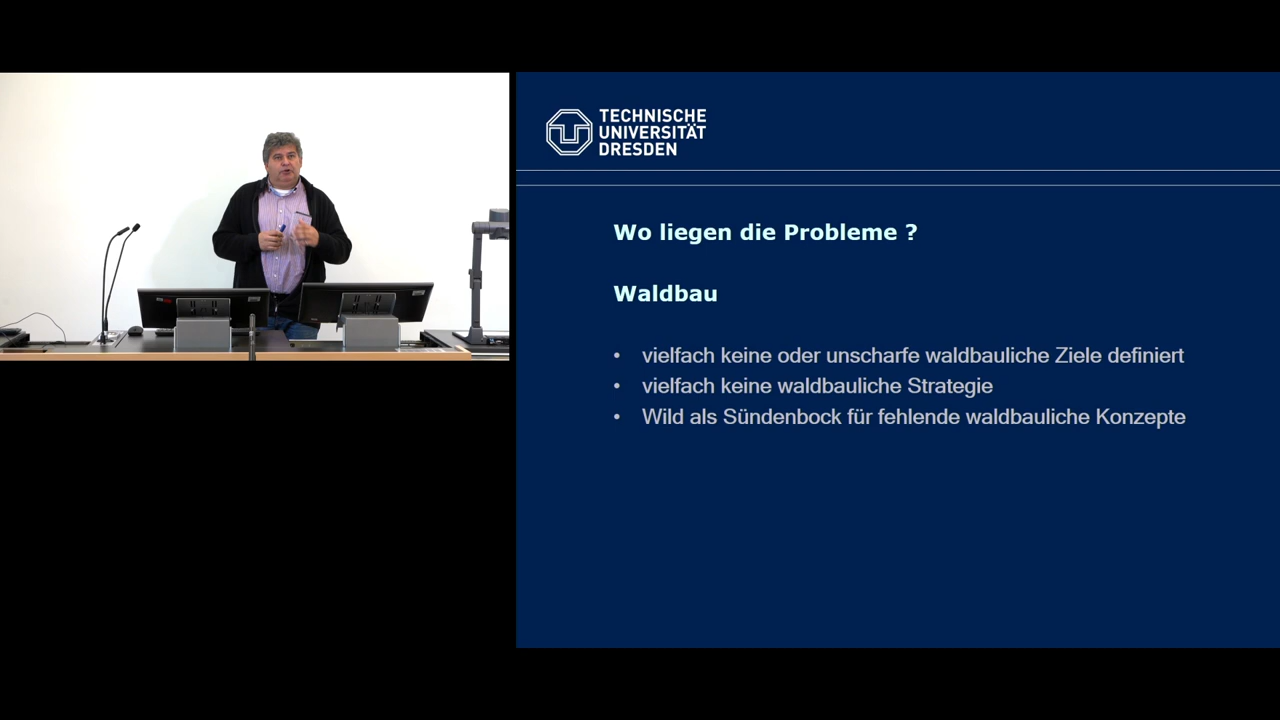 TECHNISCHE
UNIVERSITÄT
DRESDEN
Wo liegen die Probleme ?
Waldbau
• vielfach keine oder unscharfe waldbauliche Ziele definiert
• vielfach keine waldbauliche Strategie
• Wild als Sündenbock für fehlende waldbauliche Konzepte